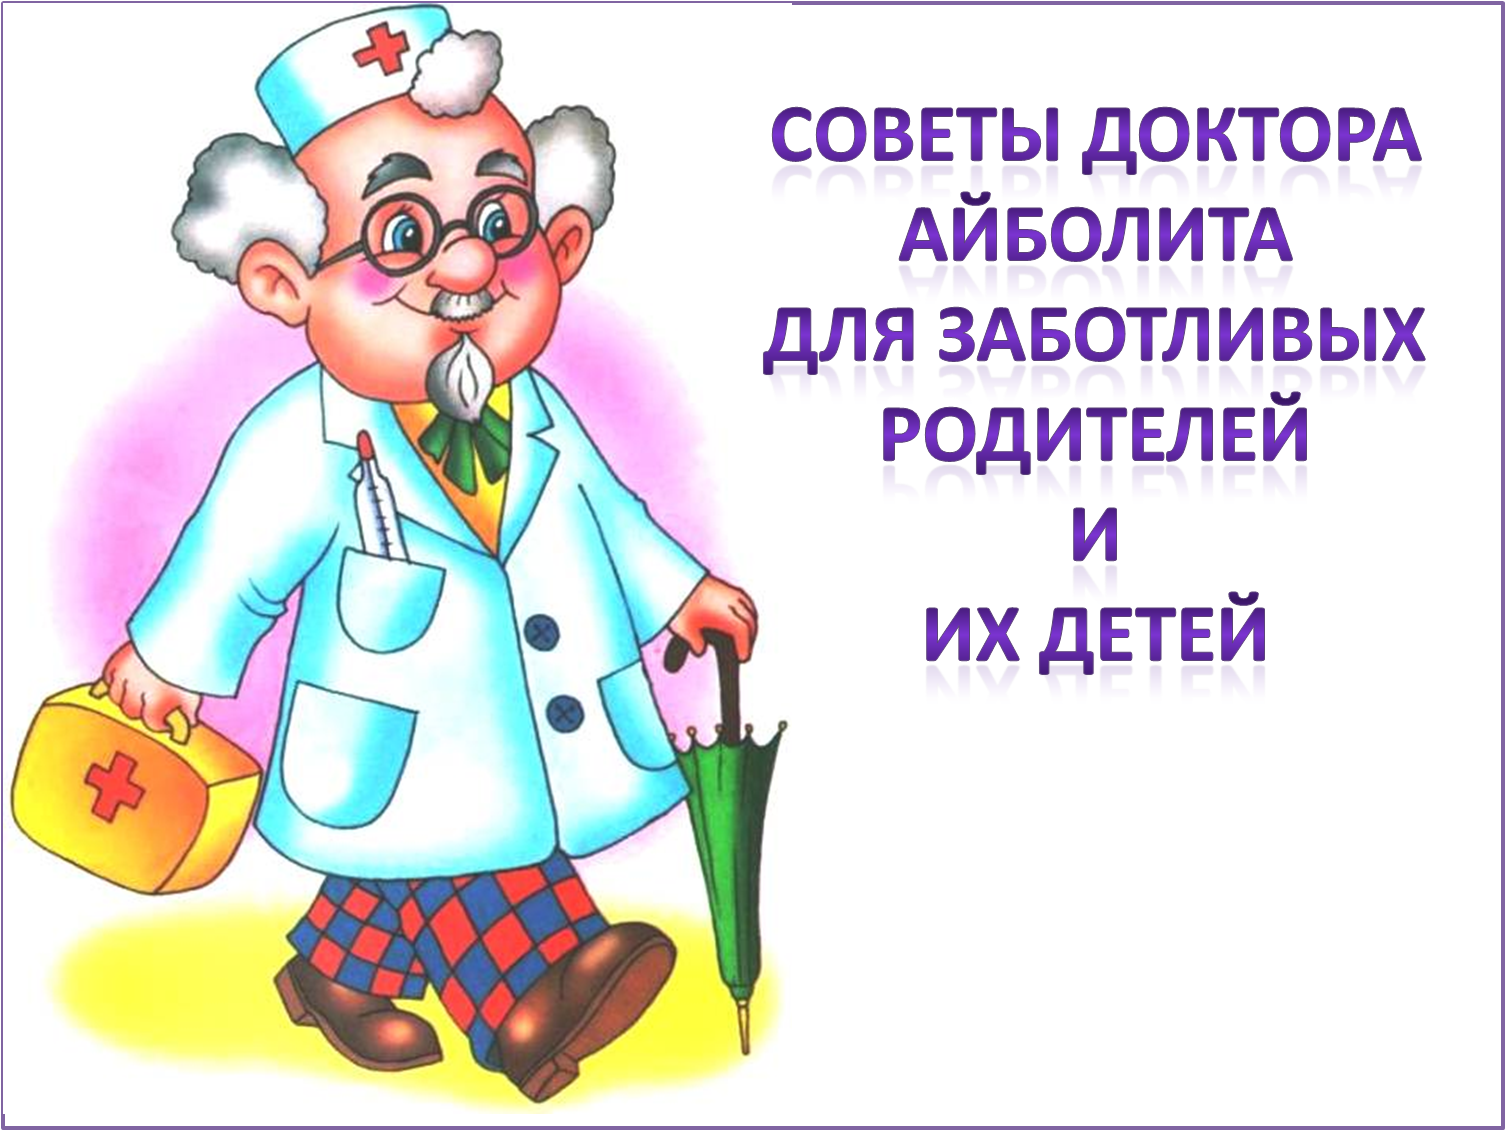 СОВЕТЫ ДОКТОРА
АЙБОЛИТА
ДЛЯ ЗАБОТЛИВЫХ
РОДИТЕЛЕЙ
И
ИХ ДЕТЕЙ